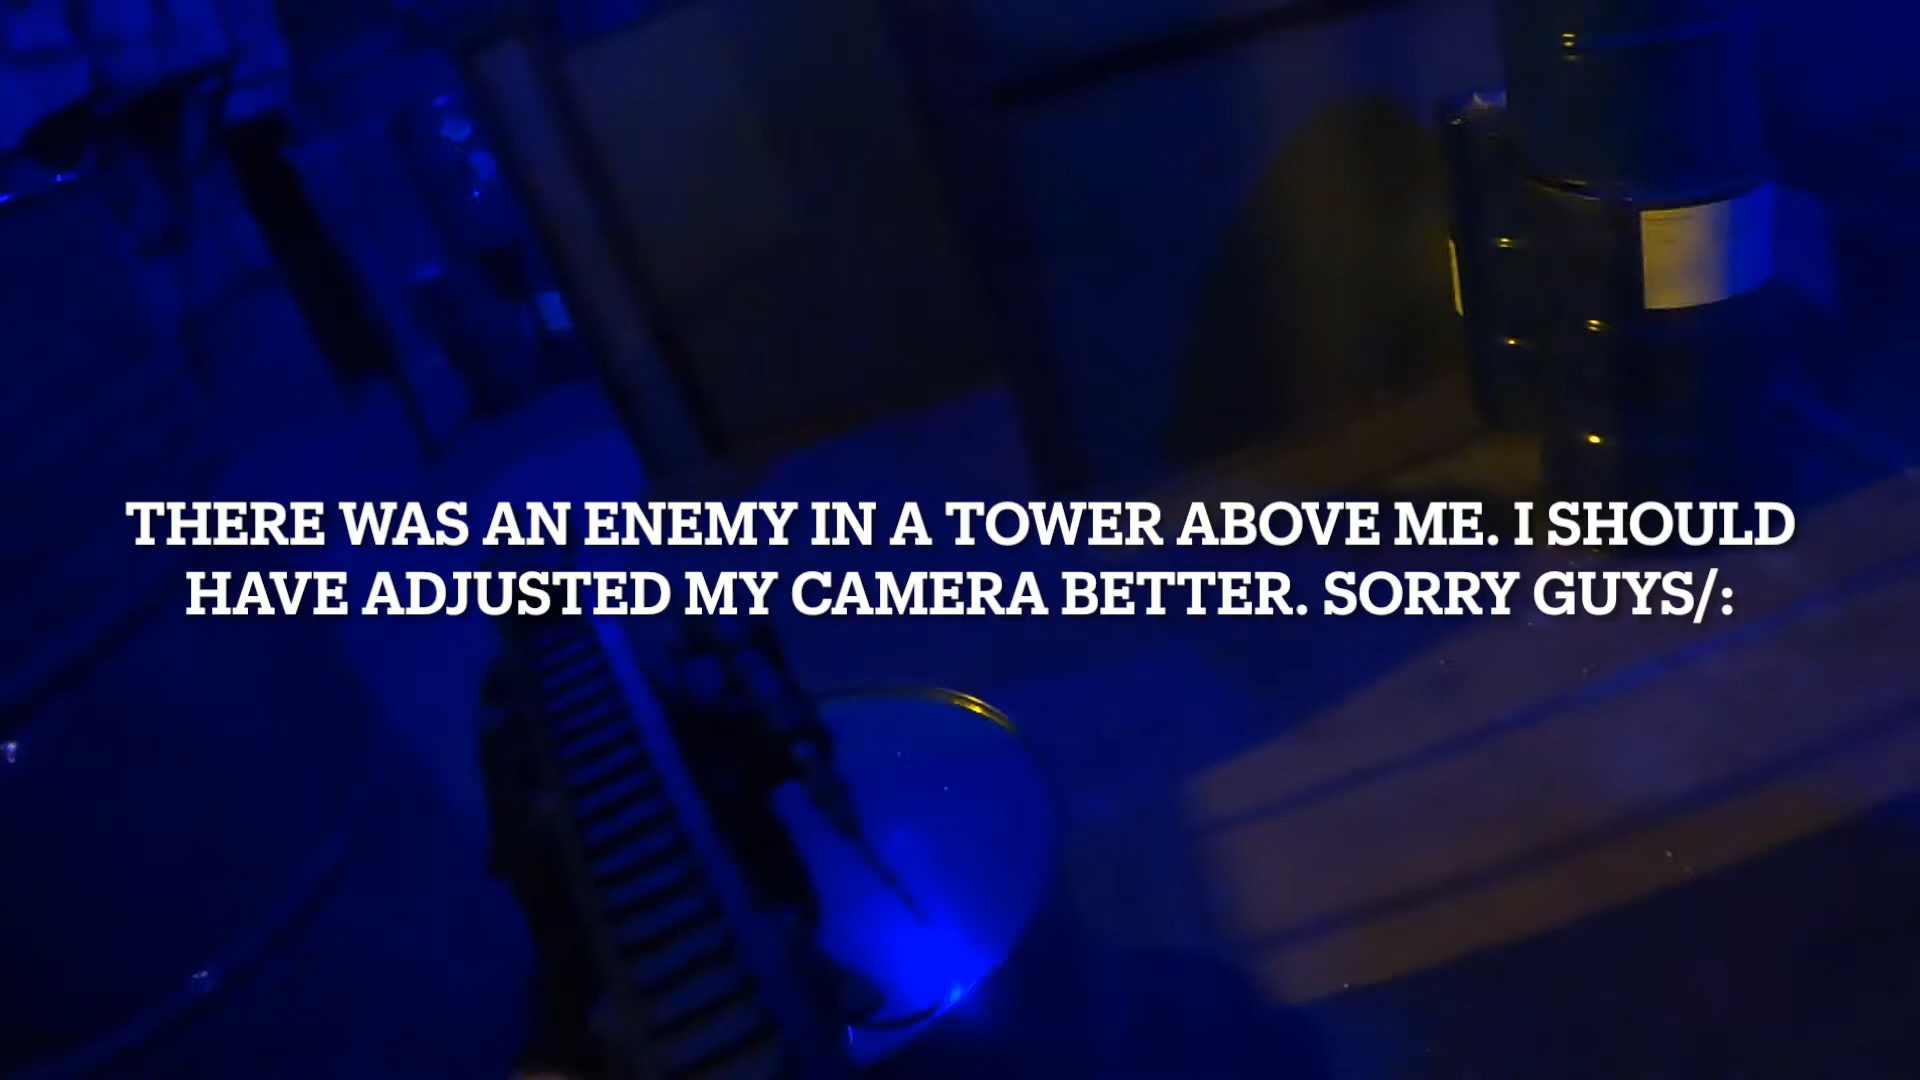 THERE WAS AN ENEMY IN A TOWER ABOVE ME. I SHOULD
HAVE ADJUSTED MY CAMERA BETTER. SORRY GUYS/: